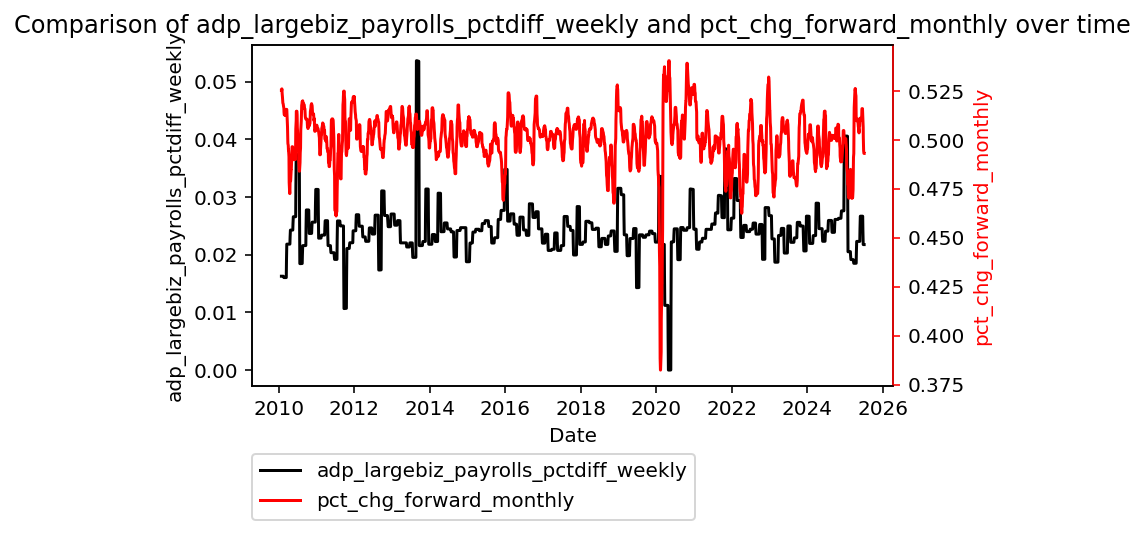 Comparison of adp_largebiz_payrolls_pctdiff_weekly and pct_chg_forward_monthly over time
adp_largebiz_payrolls_pctdiff_weekly
0.05
0.04
0.03
0.02
0.01
0.00
0.525
0.500
0.475
0.450
0.425
0.400
0.375
pct_chg_forward_monthly
2010 2012 2014 2016 2018 2020 2022 2024 2026
Date
adp_largebiz_payrolls_pctdiff_weekly
pct_chg_forward_monthly